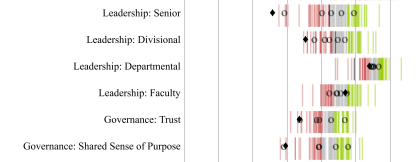 Leadership: Senior
Leadership: Divisional
Leadership: Departmental
Leadership: Faculty
Governance: Trust
Governance: Shared Sense of Purpose